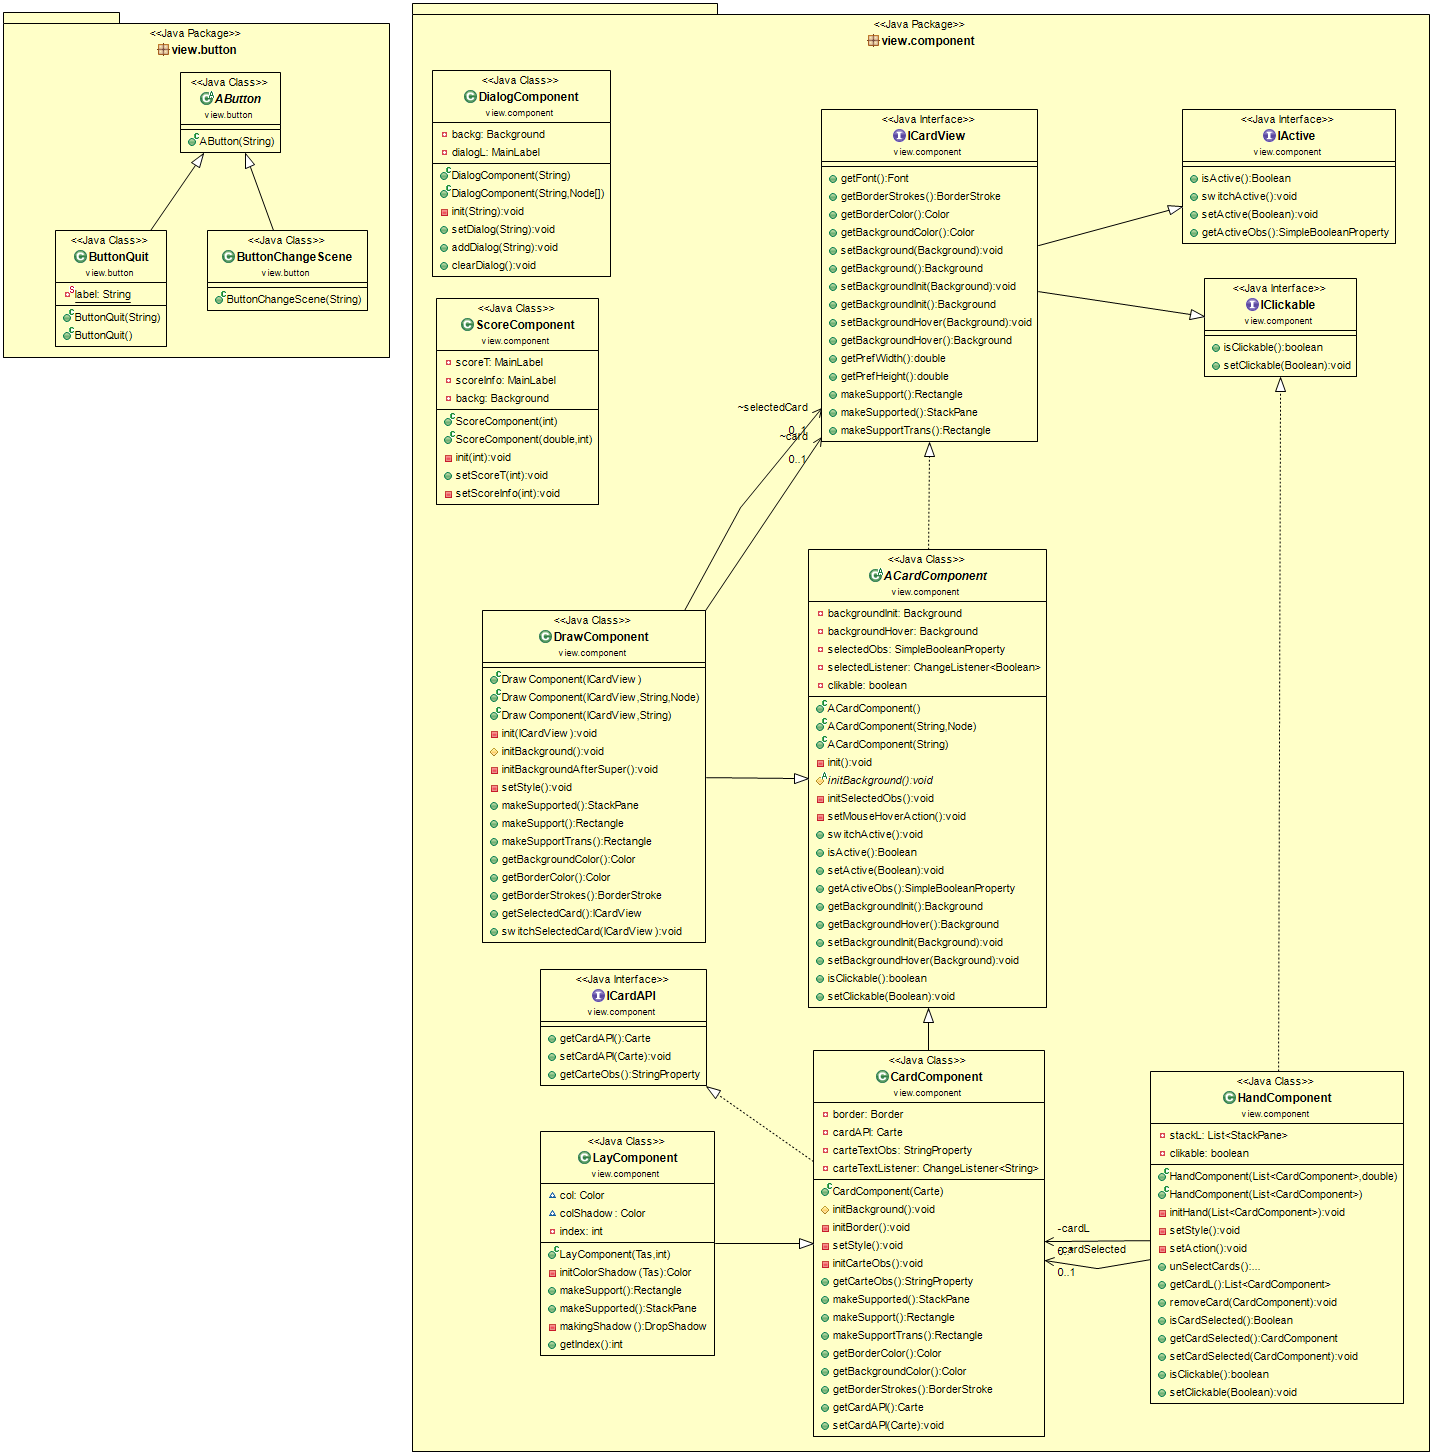 <<Java Package>>
view.button
<<Java Class>>
AButton
view.button
AButton(String)
<<Java Class>>
ButtonQuit
view.button
label: String
ButtonQuit(String)
ButtonQuit()
<<Java Class>>
ButtonChangeScene
view.button
ButtonChangeScene(String)
<<Java Package>>
view.component
<<Java Class>>
DialogComponent
view.component
backg: Background
dialogL: MainLabel
DialogComponent(String)
DialogComponent(String,Node[])
init(String):void
setDialog(String):void
addDialog(String):void
clearDialog():void
<<Java Class>>
ScoreComponent
view.component
scoreT: MainLabel
scoreInfo: MainLabel
backg: Background
ScoreComponent(int)
ScoreComponent(double,int)
init(int):void
setScoreT(int):void
setScoreInfo(int):void
<<Java Interface>>
ICardView
view.component
getFont():Font
getBorderStrokes():BorderStroke
getBorderColor():Color
getBackgroundColor():Color
setBackground(Background):void
getBackground():Background
setBackgroundInit(Background):void
getBackgroundInit():Background
setBackgroundHover(Background):void
getBackgroundHover():Background
getPrefWidth():double
getPrefHeight():double
makeSupport():Rectangle
makeSupported():StackPane
makeSupportTrans():Rectangle
<<Java Interface>>
IActive
view.component
isActive():Boolean
switchActive():void
setActive(Boolean):void
getActiveObs():SimpleBooleanProperty
<<Java Interface>>
IClickable
view.component
isClickable():boolean
setClickable(Boolean):void
~selectedCard
0..1
~card
0..1
<<Java Class>>
DrawComponent
view.component
DrawComponent(ICardView)
DrawComponent(ICardView,String,Node)
DrawComponent(ICardView,String)
init(ICardView):void
initBackground():void
initBackgroundAfterSuper():void
setStyle():void
makeSupported():StackPane
makeSupport():Rectangle
makeSupportTrans():Rectangle
getBackgroundColor():Color
getBorderColor():Color
getBorderStrokes():BorderStroke
getSelectedCard():ICardView
switchSelectedCard(ICardView):void
<<Java Class>>
ACardComponent
view.component
backgroundInit: Background
backgroundHover: Background
selectedObs: SimpleBooleanProperty
selectedListener: ChangeListener<Boolean>
clikable: boolean
ACardComponent()
ACardComponent(String,Node)
ACardComponent(String)
init():void
initBackground():void
initSelectedObs():void
setMouseHoverAction():void
switchActive():void
isActive():Boolean
setActive(Boolean):void
getActiveObs():SimpleBooleanProperty
getBackgroundInit():Background
getBackgroundHover():Background
setBackgroundInit(Background):void
setBackgroundHover(Background):void
isClickable():boolean
setClickable(Boolean):void
<<Java Interface>>
ICardAPI
view.component
getCardAPI():Carte
setCardAPI(Carte):void
getCarteObs():StringProperty
<<Java Class>>
LayComponent
view.component
col: Color
colShadow: Color
index: int
LayComponent(Tas,int)
initColorShadow(Tas):Color
makeSupport():Rectangle
makeSupported():StackPane
makingShadow():DropShadow
getIndex():int
<<Java Class>>
CardComponent
view.component
border: Border
cardAPI: Carte
carteTextObs: StringProperty
carteTextListener: ChangeListener<String>
CardComponent(Carte)
initBackground():void
initBorder():void
setStyle():void
initCarteObs():void
getCarteObs():StringProperty
makeSupported():StackPane
makeSupport():Rectangle
makeSupportTrans():Rectangle
getBorderColor():Color
getBackgroundColor():Color
getBorderStrokes():BorderStroke
getCardAPI():Carte
setCardAPI(Carte):void
-cardL
0..*
-cardSelected
0..1
<<Java Class>>
HandComponent
view.component
stackL: List<StackPane>
clikable: boolean
HandComponent(List<CardComponent>,double)
HandComponent(List<CardComponent>)
initHand(List<CardComponent>):void
setStyle():void
setAction():void
unSelectCards():...
getCardL():List<CardComponent>
removeCard(CardComponent):void
isCardSelected():Boolean
getCardSelected():CardComponent
setCardSelected(CardComponent):void
isClickable():boolean
setClickable(Boolean):void